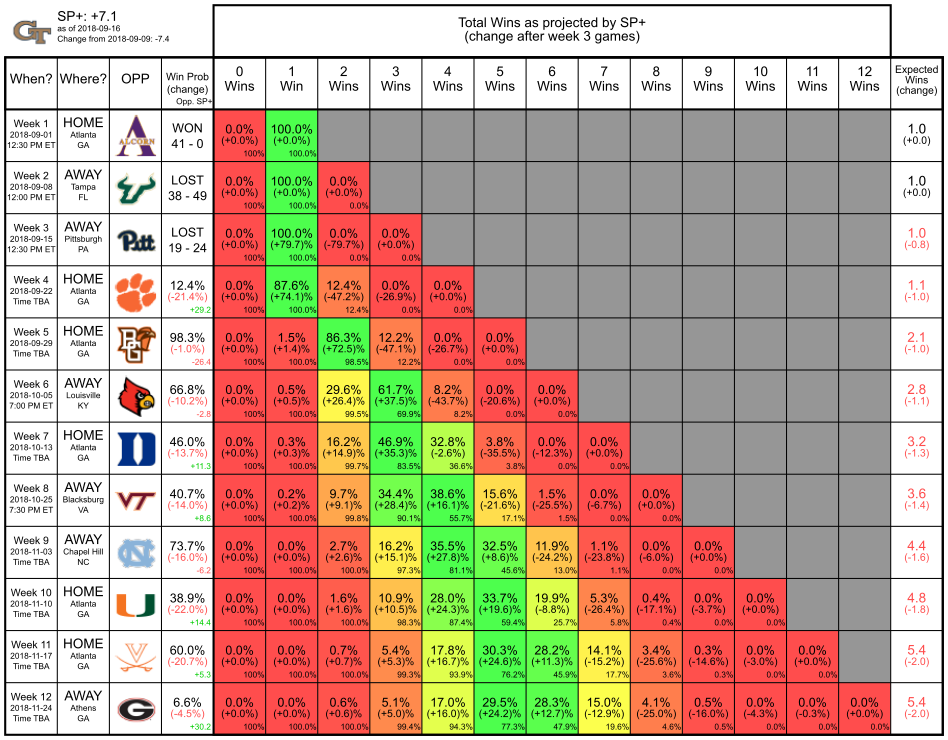 SP+: +7.1
as of 2018-09-16
Change from 2018-09-09: -7.4
GT
Total Wins as projected by SP+
(change after week 3 games)
When? Where? OPP
Win Prob
(change)
Opp. SP+
0 1 2 3 4 5 6 7 8 9 10 11 12
Wins Win Wins Wins Wins Wins Wins Wins Wins Wins Wins Wins Wins
Expected
Wins
(change)
Week 1
2018-09-01
12:30 PM ET
HOME
Atlanta
GA
A
ALCORN
WON
41 - 0
0.0% 100.0%
(+0.0%) (+0.0%)
100% 100.0%
1.0
(+0.0)
Week 2
2018-09-08
12:00 PM ET
AWAY
Tampa
FL
LOST
38 - 49
0.0% 100.0% 0.0%
(+0.0%) (+0.0%) (+0.0%)
100% 100.0% 0.0%
1.0
(+0.0)
Week 3
2018-09-15
12:30 PM ET
AWAY
Pittsburgh
PA
Pitt
LOST
19 - 24
0.0% 100.0% 0.0% 0.0%
(+0.0%) (+79.7)% (-79.7%) (+0.0%)
100% 100.0% 0.0% 0.0%
1.0
(-0.8)
Week 4
2018-09-22
Time TBA
HOME
Atlanta
GA
12.4%
(-21.4%)
+29.2
0.0% 87.6% 12.4% 0.0% 0.0%
(+0.0%) (+74.1)% (-47.2%) (-26.9%) (+0.0%)
100% 100.0% 12.4% 0.0% 0.0%
1.1
(-1.0)
Week 5
2018-09-29
Time TBA
HOME
Atlanta
GA
BG
98.3%
(-1.0%)
-26.4
0.0% 1.5% 86.3% 12.2% 0.0% 0.0%
(+0.0%) (+1.4)% (+72.5)% (-47.1%) (-26.7%) (+0.0%)
100% 100.0% 98.5% 12.2% 0.0% 0.0%
2.1
(-1.0)
Week 6
2018-10-05
7:00 PM ET
AWAY
Louisville
KY
66.8%
(-10.2%)
-2.8
0.0% 0.5% 29.6% 61.7% 8.2% 0.0% 0.0%
(+0.0%) (+0.5)% (+26.4)% (+37.5)% (-43.7%) (-20.6%) (+0.0%)
100% 100.0% 99.5% 69.9% 8.2% 0.0% 0.0%
2.8
(-1.1)
Week 7
2018-10-13
Time TBA
HOME
Atlanta
GA
D
46.0%
(-13.7%)
+11.3
0.0% 0.3% 16.2% 46.9% 32.8% 3.8% 0.0% 0.0%
(+0.0%) (+0.3)% (+14.9)% (+35.3)% (-2.6%) (-35.5%) (-12.3%) (+0.0%)
100% 100.0% 99.7% 83.5% 36.6% 3.8% 0.0% 0.0%
3.2
(-1.3)
Week 8
2018-10-25
7:30 PM ET
AWAY
Blacksburg
VA
VT
40.7%
(-14.0%)
+8.6
0.0% 0.2% 9.7% 34.4% 38.6% 15.6% 1.5% 0.0% 0.0%
(+0.0%) (+0.2)% (+9.1)% (+28.4)% (+16.1)% (-21.6%) (-25.5%) (-6.7%) (+0.0%)
100% 100.0% 99.8% 90.1% 55.7% 17.1% 1.5% 0.0% 0.0%
3.6
(-1.4)
Week 9
2018-11-03
Time TBA
AWAY
Chapel Hill
NC
NC
73.7%
(-16.0%)
-6.2
0.0% 0.0% 2.7% 16.2% 35.5% 32.5% 11.9% 1.1% 0.0% 0.0%
(+0.0%) (+0.0%) (+2.6)% (+15.1)% (+27.8)% (+8.6)% (-24.2%) (-23.8%) (-6.0%) (+0.0%)
100% 100.0% 100.0% 97.3% 81.1% 45.6% 13.0% 1.1% 0.0% 0.0%
4.4
(-1.6)
Week 10
2018-11-10
Time TBA
HOME
Atlanta
GA
U
38.9%
(-22.0%)
+14.4
0.0% 0.0% 1.6% 10.9% 28.0% 33.7% 19.9% 5.3% 0.4% 0.0% 0.0%
(+0.0%) (+0.0%) (+1.6)% (+10.5)% (+24.3)% (+19.6)% (-8.8%) (-26.4%) (-17.1%) (-3.7%) (+0.0%)
100% 100.0% 100.0% 98.3% 87.4% 59.4% 25.7% 5.8% 0.4% 0.0% 0.0%
4.8
(-1.8)
Week 11
2018-11-17
Time TBA
HOME
Atlanta
GA
V
60.0%
(-20.7%)
+5.3
0.0% 0.0% 0.7% 5.4% 17.8% 30.3% 28.2% 14.1% 3.4% 0.3% 0.0% 0.0%
(+0.0%) (+0.0%) (+0.7)% (+5.3)% (+16.7)% (+24.6)% (+11.3)% (-15.2%) (-25.6%) (-14.6%) (-3.0%) (+0.0%)
100% 100.0% 100.0% 99.3% 93.9% 76.2% 45.9% 17.7% 3.6% 0.3% 0.0% 0.0%
5.4
(-2.0)
Week 12
2018-11-24
Time TBA
AWAY
Athens
GA
G
6.6%
(-4.5%)
+30.2
0.0% 0.0% 0.6% 5.1% 17.0% 29.5% 28.3% 15.0% 4.1% 0.5% 0.0% 0.0% 0.0%
(+0.0%) (+0.0%) (+0.6)% (+5.0)% (+16.0)% (+24.2)% (+12.7)% (-12.9%) (-25.0%) (-16.0%) (-4.3%) (-0.3%) (+0.0%)
100% 100.0% 100.0% 99.4% 94.3% 77.3% 47.9% 19.6% 4.6% 0.5% 0.0% 0.0% 0.0%
5.4
(-2.0)